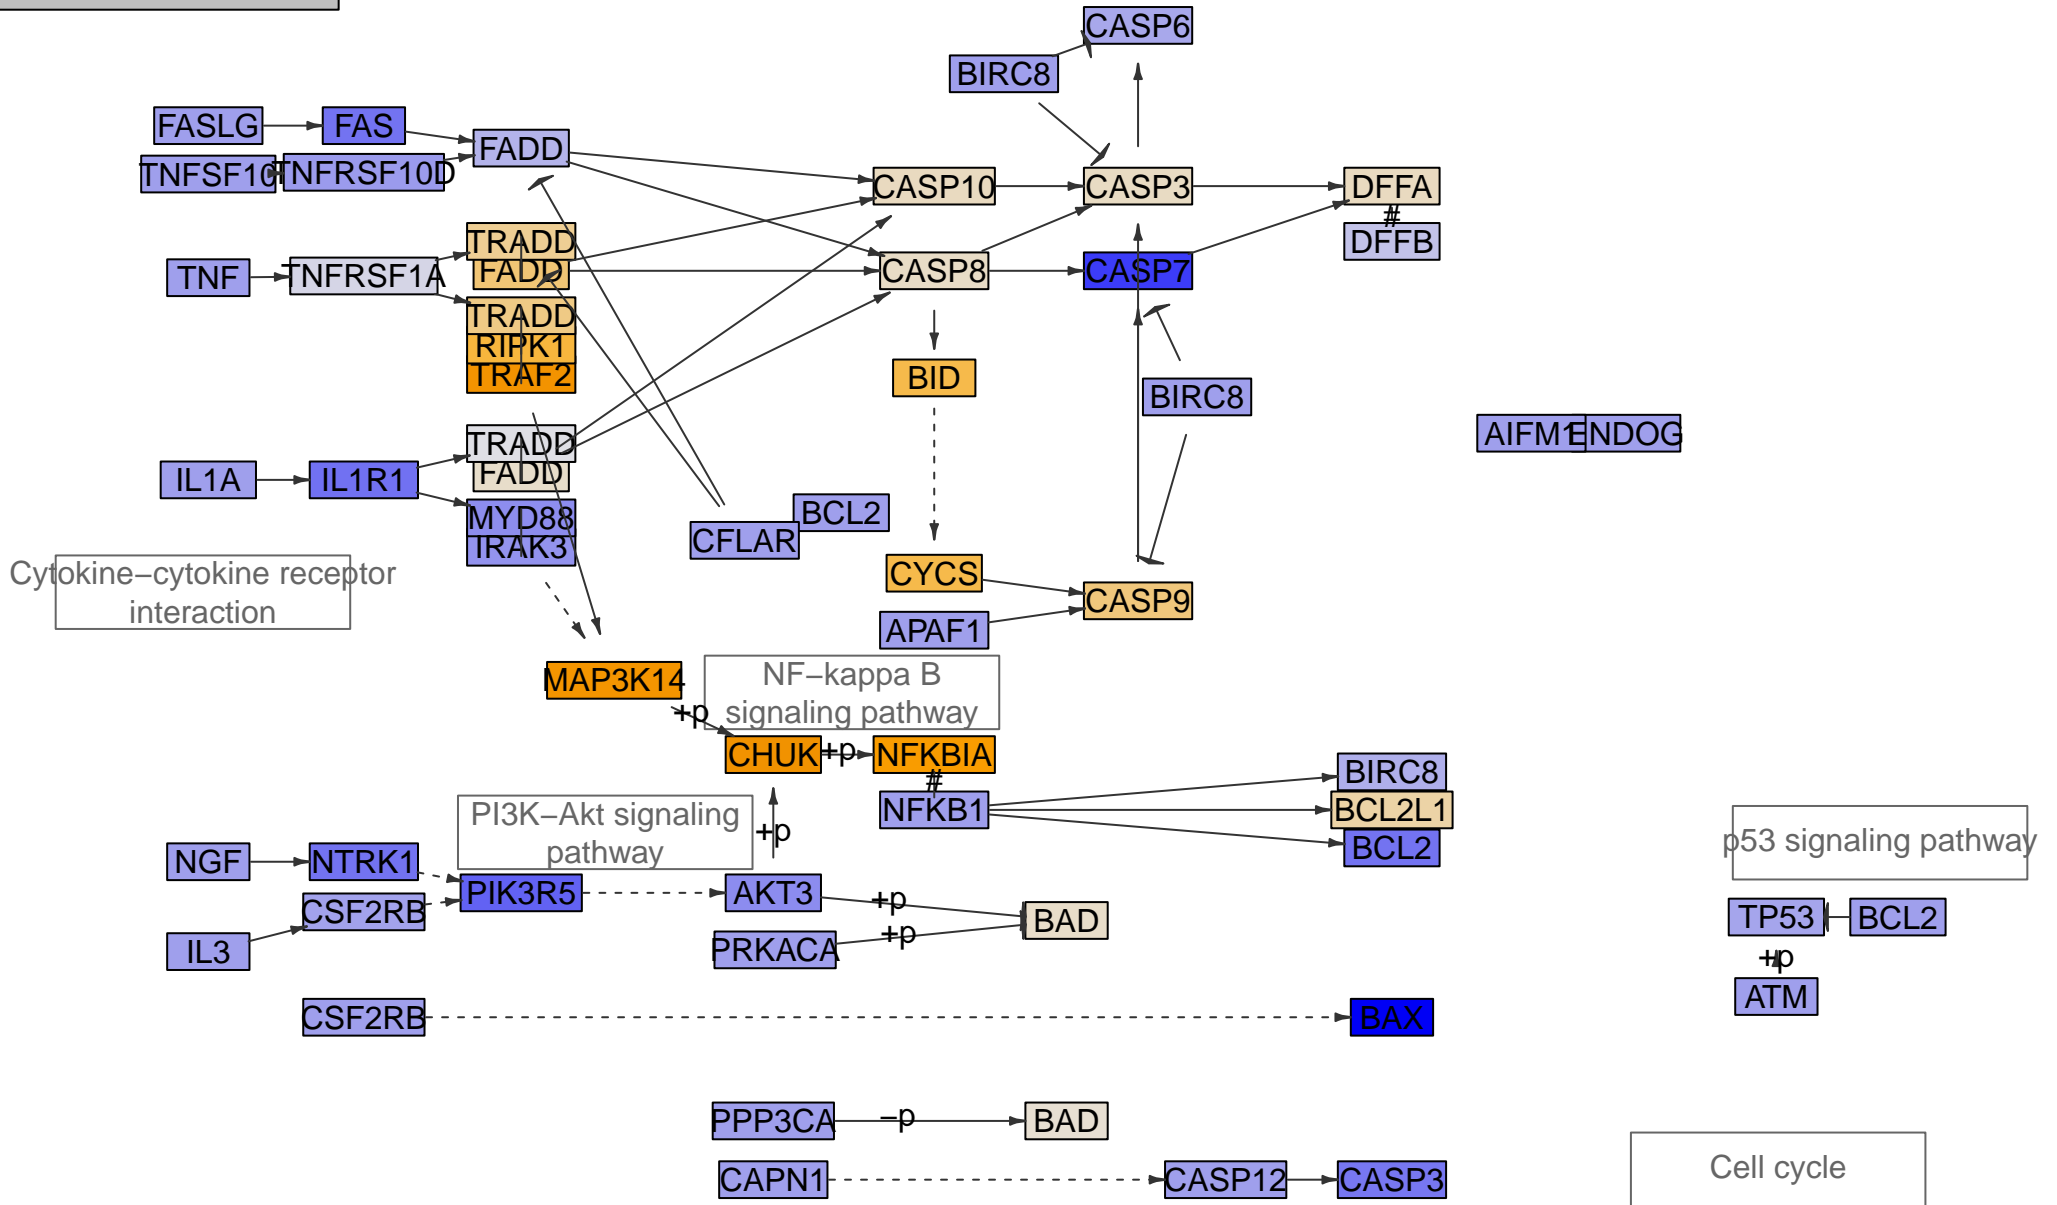 CASP6
BIRC8
FASLG
FAS
FADD
TNFSF10
TNFRSF10D
CASP10
CASP3
DFFA
#
DFFB
TRADD
FADD
TNF
TNFRSF1A
CASP8
CASP7
TRADD
RIPK1
TRAF2
BID
BIRC8
TRADD
FADD
IL1A
IL1R1
MYD88
IRAK3
AIFM1
ENDOG
BCL2
CFLAR
Cytokine−cytokine receptor
interaction
CYCS
CASP9
APAF1
MAP3K14
NF−kappa B
signaling pathway
+p
CHUK
+p
NFKBIA
#
NFKB1
BIRC8
BCL2L1
BCL2
PI3K−Akt signaling
pathway
+p
p53 signaling pathway
NGF
NTRK1
PIK3R5
AKT3
+p
CSF2RB
BAD
IL3
PRKACA
+p
TP53
BCL2
+p
ATM
CSF2RB
BAX
PPP3CA
−p
BAD
CAPN1
CASP12
CASP3
Cell cycle